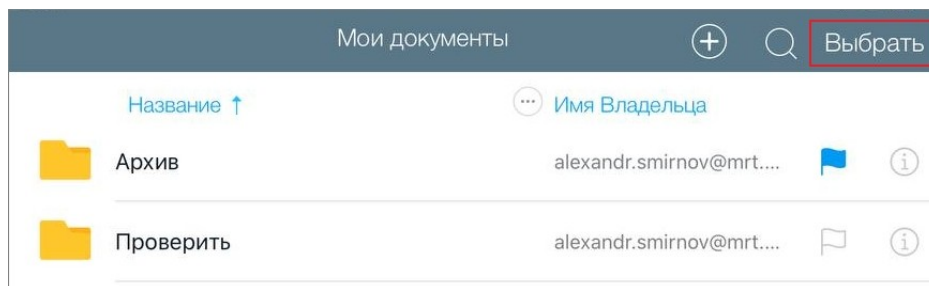 Мои документы Выбрать
Название ↑ Имя Владельца
Архив alexandr.smirnov@mrt....
Проверить alexandr.smirnov@mrt....